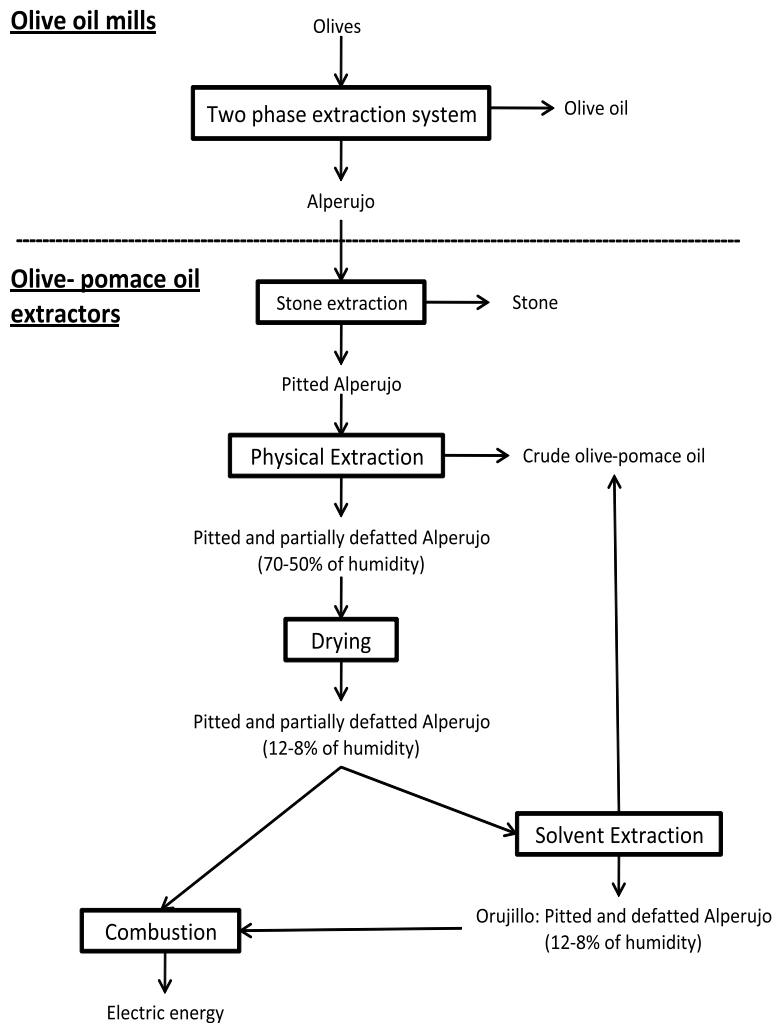 Olive oil mills
Olives
Two phase extraction system
Olive oil
Alperujo
Olive- pomace oil
extractors
Stone extraction
Stone
Pitted Alperujo
Physical Extraction
Crude olive-pomace oil
Pitted and partially defatted Alperujo
(70-50% of humidity)
Drying
Pitted and partially defatted Alperujo
(12-8% of humidity)
Solvent Extraction
Orujillo: Pitted and defatted Alperujo
(12-8% of humidity)
Combustion
Electric energy